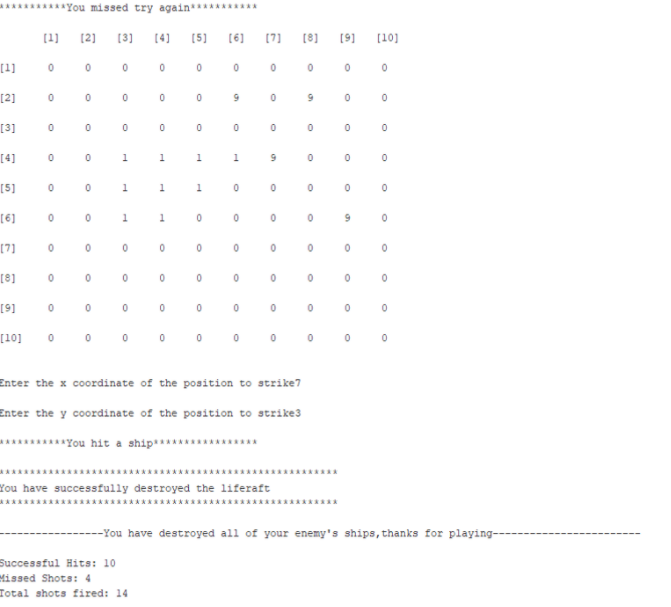 ***********You missed try again***********
[1] [2] [3] [4] [5] [6] [7] [8] [9] [10]
[1] 0 0 0 0 0 0 0 0 0 0
[2] 0 0 0 0 0 9 0 9 0 0
[3] 0 0 0 0 0 0 0 0 0 0
[4] 0 0 1 1 1 1 9 0 0 0
[5] 0 0 1 1 1 0 0 0 0 0
[6] 0 0 1 1 0 0 0 0 9 0
[7] 0 0 0 0 0 0 0 0 0 0
[8] 0 0 0 0 0 0 0 0 0 0
[9] 0 0 0 0 0 0 0 0 0 0
[10] 0 0 0 0 0 0 0 0 0 0
Enter the x coordinate of the position to strike7
Enter the y coordinate of the position to strike3
***********You hit a ship*****************
*******************************************************
You have successfully destroyed the liferaft
*******************************************************
-----------------You have destroyed all of your enemy's ships,thanks for playing------------------------
Successful Hits: 10
Missed Shots: 4
Total shots fired: 14